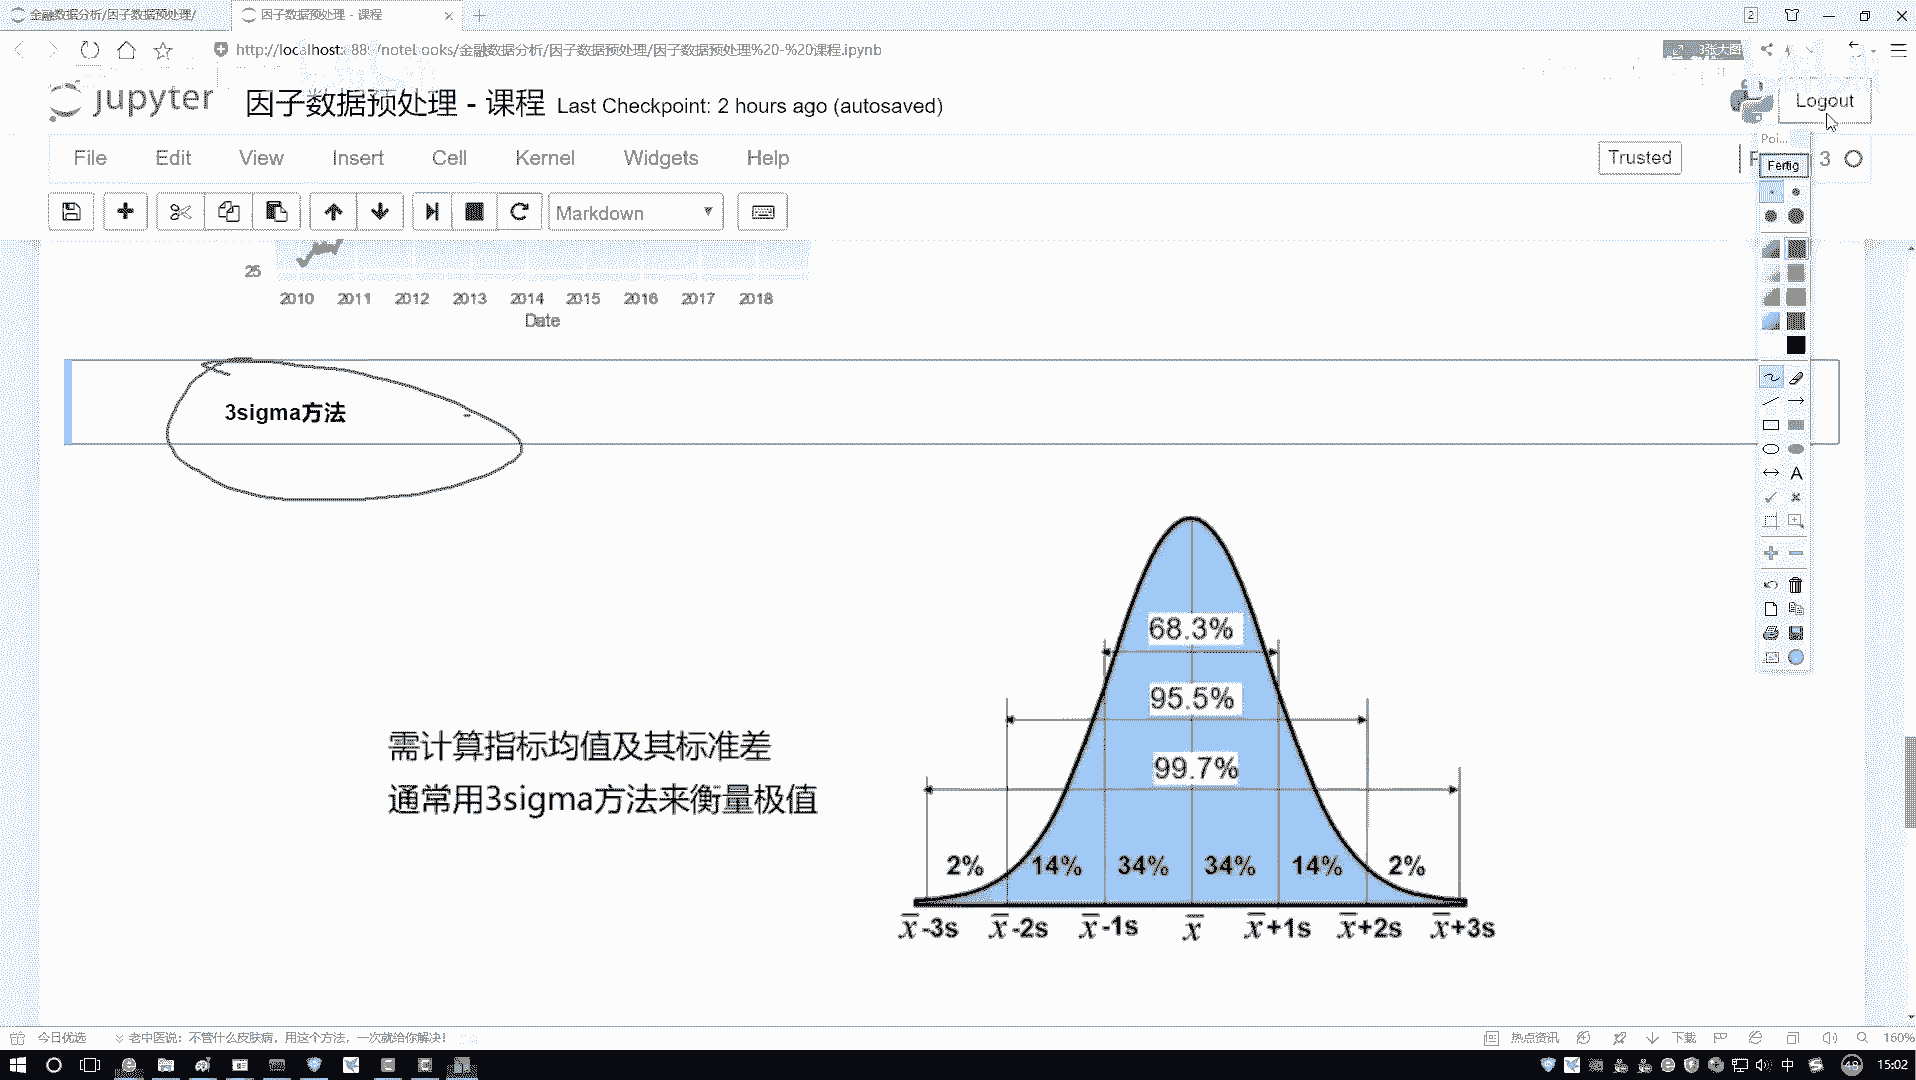 金融数据分析/因子数据预处理/
因子数据预处理 - 课程
2
http://localhost:889/notebooks/金融数据分析/因子数据预处理/因子数据预处理%20-%20课程.ipynb
3张大图
jupyter
因子数据预处理 - 课程 Last Checkpoint: 2 hours ago (autosaved)
Logout
File Edit View Insert Cell Kernel Widgets Help
Trusted
3
Poi...
Fertig
Markdown
25
2010 2011 2012 2013 2014 2015 2016 2017 2018
Date
3sigma方法
68.3%
95.5%
99.7%
需计算指标均值及其标准差
通常用3sigma方法来衡量极值
2% 14% 34% 34% 14% 2%
x̄-3s x̄-2s x̄-1s x̄ x̄+1s x̄+2s x̄+3s
A
今日优选
老中医说：不管什么皮肤病，用这个方法，一次就给你解决！
热点资讯
下载
160%
中
48
15:02